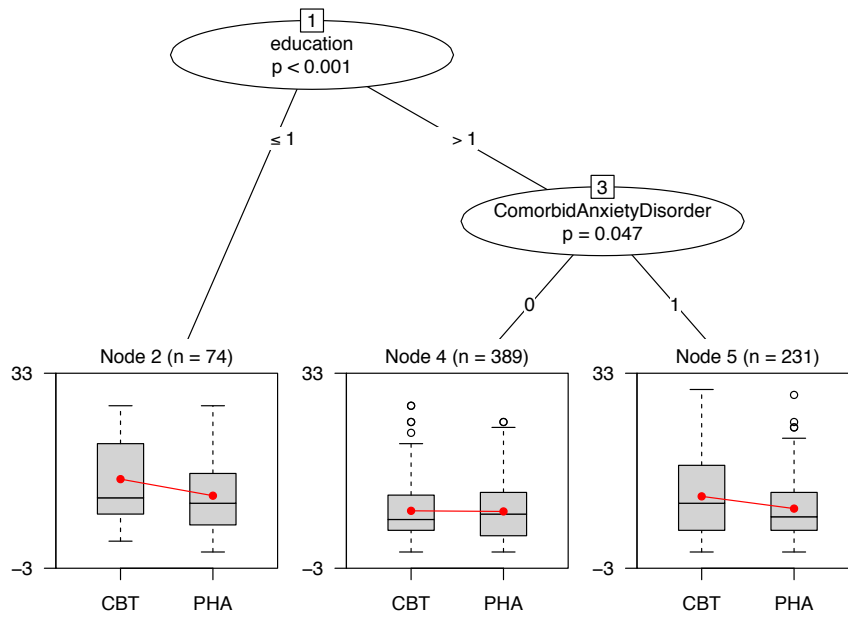 1
education
p < 0.001
≤ 1
> 1
3
ComorbidAnxietyDisorder
p = 0.047
0
1
Node 2 (n = 74)
Node 4 (n = 389)
Node 5 (n = 231)
33
−3
CBT
PHA
33
−3
CBT
PHA
33
−3
CBT
PHA